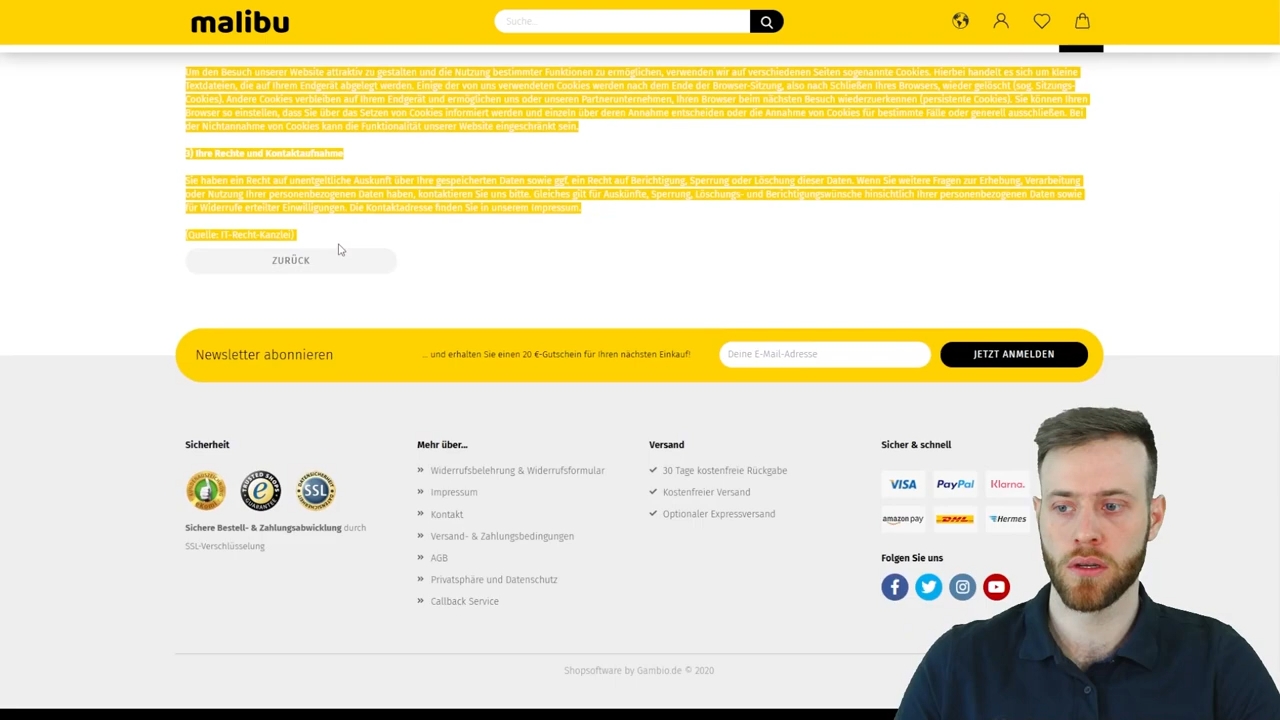 malibu
Suche...
Um den Besuch unserer Website attraktiv zu gestalten und die Nutzung bestimmter Funktionen zu ermöglichen, verwenden wir auf verschiedenen Seiten sogenannte Cookies. Hierbei handelt es sich um kleine
Textdateien, die auf Ihrem Endgerät abgelegt werden. Einige der von uns verwendeten Cookies werden nach dem Ende der Browser-Sitzung, also nach Schließen Ihres Browsers, wieder gelöscht (sog. Sitzungs-
Cookies). Andere Cookies verbleiben auf Ihrem Endgerät und ermöglichen uns oder unseren Partnerunternehmen, Ihren Browser beim nächsten Besuch wiederzuerkennen (persistente Cookies). Sie können Ihren
Browser so einstellen, dass Sie über das Setzen von Cookies informiert werden und einzeln über deren Annahme entscheiden oder die Annahme von Cookies für bestimmte Fälle oder generell ausschließen. Bei
der Nichtannahme von Cookies kann die Funktionalität unserer Website eingeschränkt sein.
3) Ihre Rechte und Kontaktaufnahme
Sie haben ein Recht auf unentgeltliche Auskunft über Ihre gespeicherten Daten sowie ggf. ein Recht auf Berichtigung, Sperrung oder Löschung dieser Daten. Wenn Sie weitere Fragen zur Erhebung, Verarbeitung
oder Nutzung Ihrer personenbezogenen Daten haben, kontaktieren Sie uns bitte. Gleiches gilt für Auskünfte, Sperrung, Löschungs- und Berichtigungswünsche hinsichtlich Ihrer personenbezogenen Daten sowie
für Widerrufe erteilter Einwilligungen. Die Kontaktadresse finden Sie in unserem Impressum.
(Quelle: IT-Recht-Kanzlei)
ZURÜCK
Newsletter abonnieren
... und erhalten Sie einen 20 €-Gutschein für Ihren nächsten Einkauf!
Deine E-Mail-Adresse
JETZT ANMELDEN
Sicherheit
SSL
Sichere Bestell- & Zahlungsabwicklung durch
SSL-Verschlüsselung
Mehr über...
Widerrufsbelehrung & Widerrufsformular
Impressum
Kontakt
Versand- & Zahlungsbedingungen
AGB
Privatsphäre und Datenschutz
Callback Service
Versand
30 Tage kostenfreie Rückgabe
Kostenfreier Versand
Optionaler Expressversand
Sicher & schnell
VISA
PayPal
Klarna.
amazon pay
DHL
Hermes
Folgen Sie uns
Shopsoftware by Gambio.de © 2020